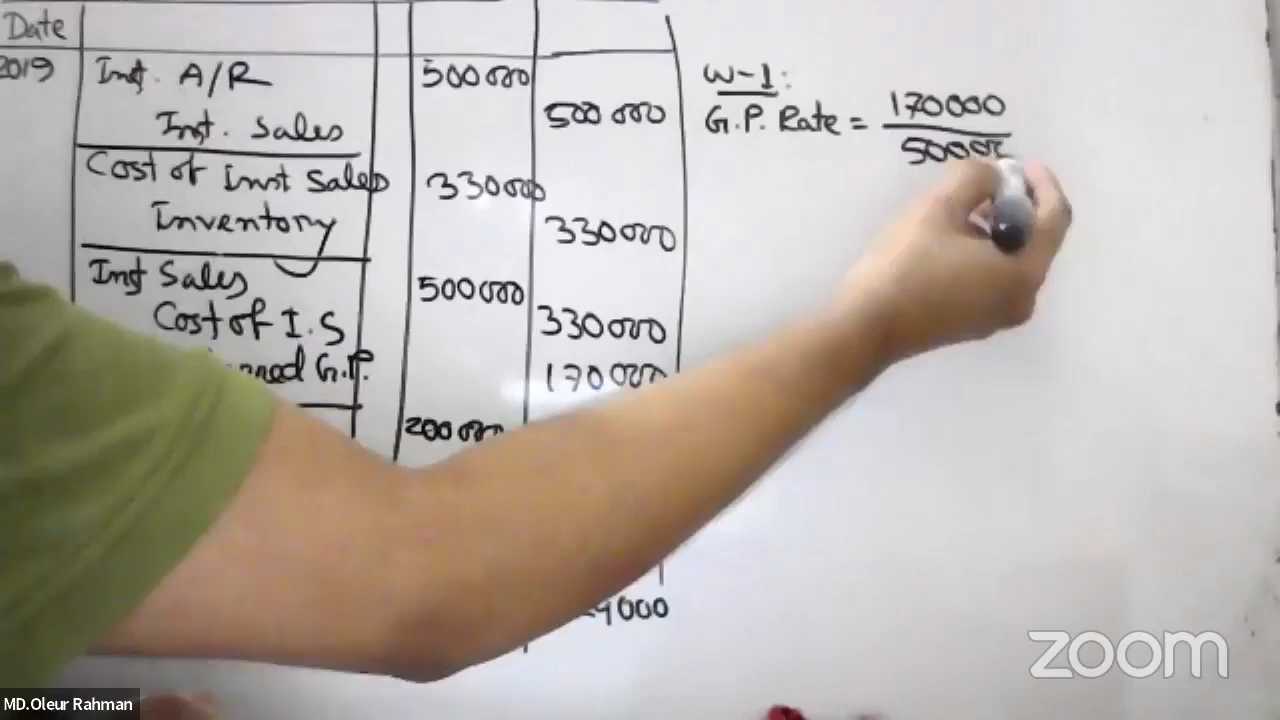 Date
2019 Inst. A/R 500000
Inst. Sales 500000
Cost of Inst Sales 330000
Inventory 330000
Inst Sales 500000
Cost of I.S 330000
G.P. 170000
200000
W-1:
G.P. Rate = 170000
5000
zoom
MD.Oleur Rahman